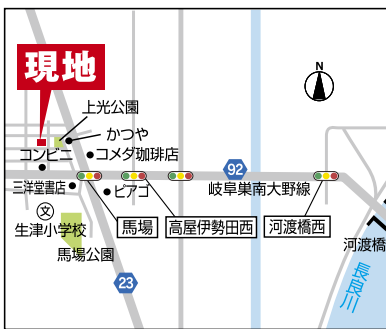 N
現地
上光公園
かつや
コンビニ
コメダ珈琲店
92
三洋堂書店
ピアゴ
岐阜巣南大野線
文
生津小学校
馬場
高屋伊勢田西
河渡橋西
馬場公園
河渡橋
長良川
23